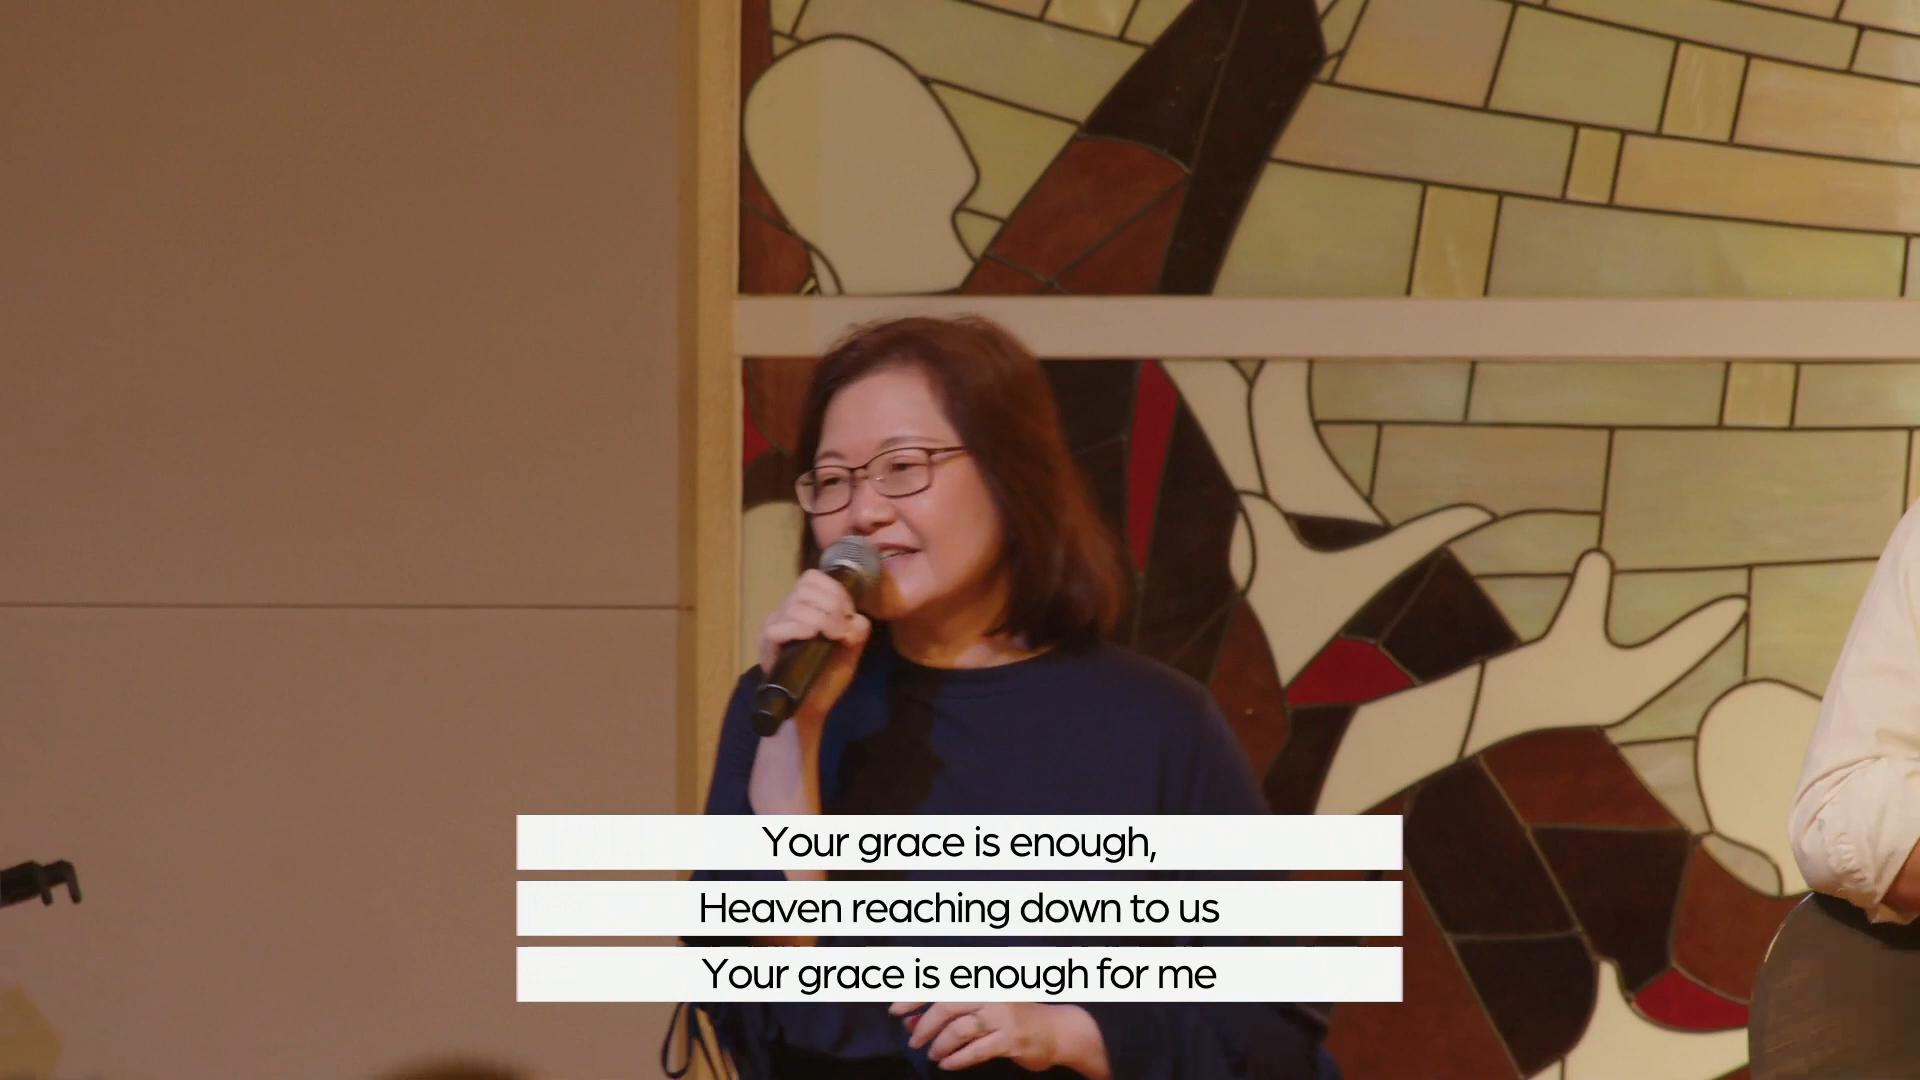 Your grace is enough,
Heaven reaching down to us
Your grace is enough for me